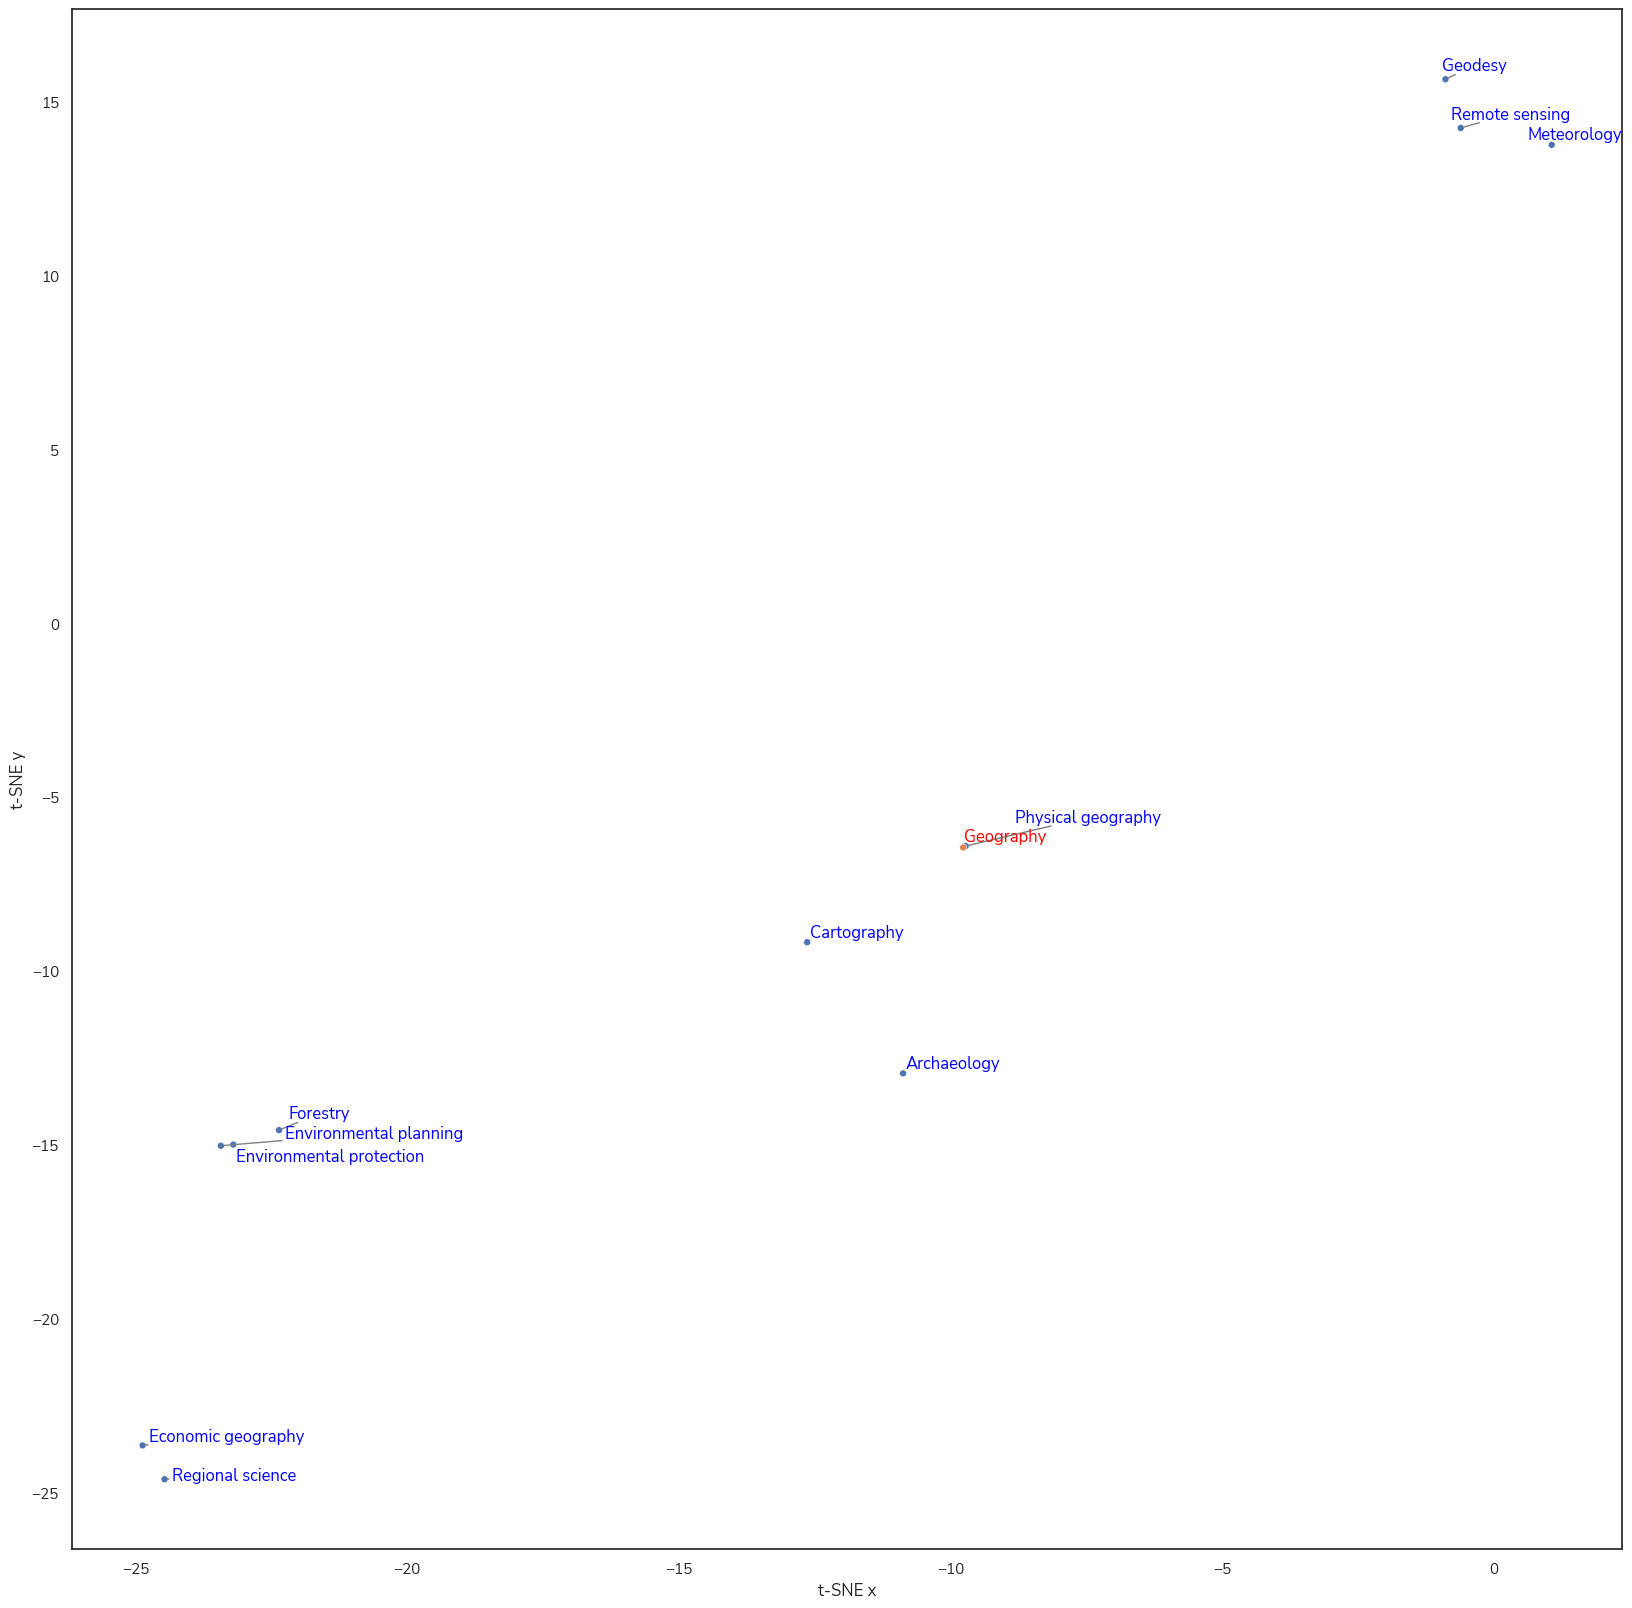 Geodesy
15
Remote sensing
Meteorology
10
5
0
t-SNE y
−5
Physical geography
Geography
Cartography
−10
Archaeology
Forestry
Environmental planning
−15
Environmental protection
−20
Economic geography
Regional science
−25
−25 −20 −15 −10 −5 0
t-SNE x